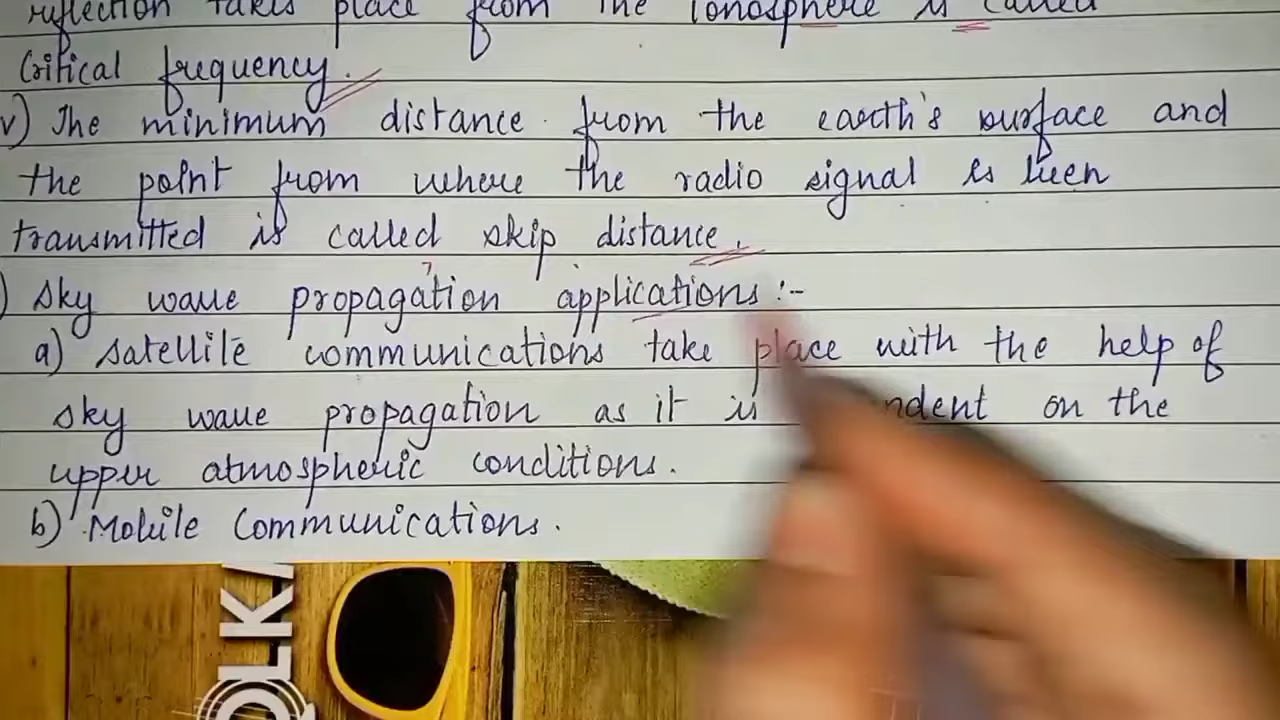 reflection takes place from the ionosphere is called
Critical frequency.
v) The minimum distance from the earth's surface and
the point from where the radio signal is been
transmitted is called skip distance.
) Sky wave propagation applications :-
a) Satellite communications take place with the help of
sky wave propagation as it is ndent on the
upper atmospheric conditions.
b) Mobile Communications.
OLKA